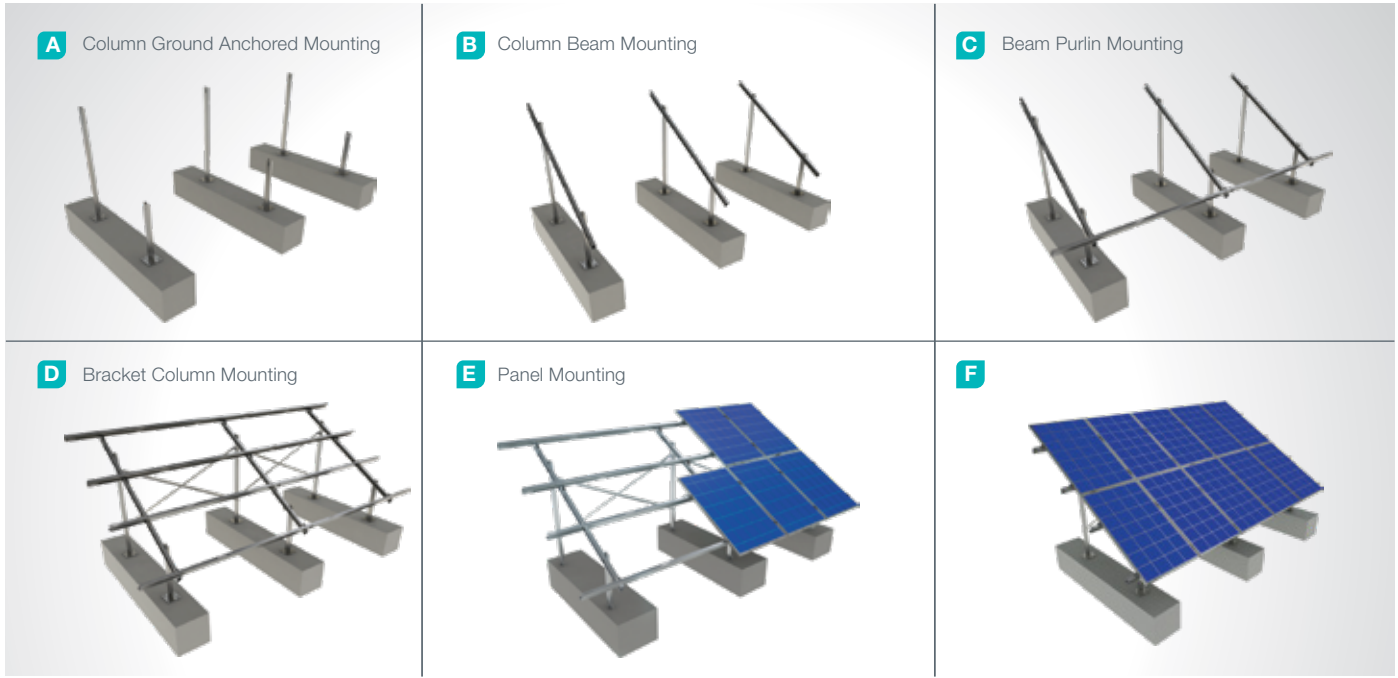 A Column Ground Anchored Mounting
B Column Beam Mounting
C Beam Purlin Mounting
D Bracket Column Mounting
E Panel Mounting
F